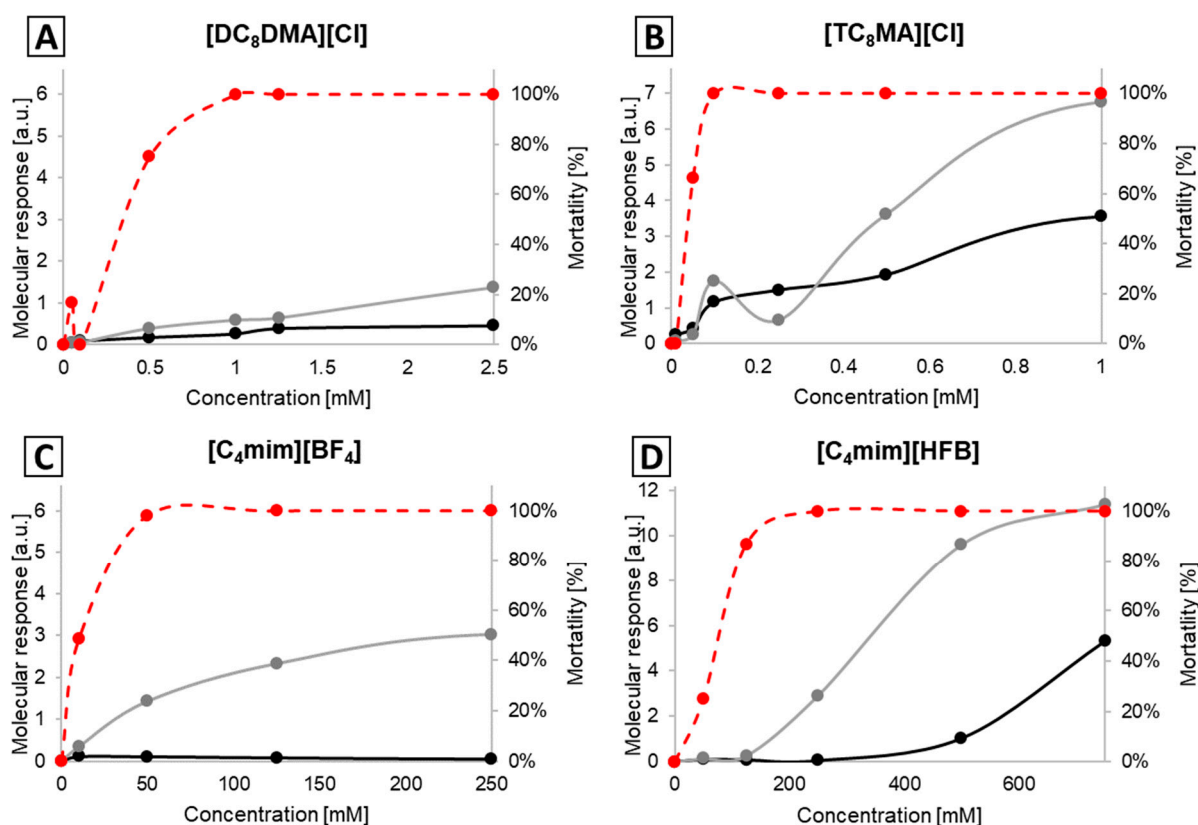 A
[DC₈DMA][Cl]
6
5
4
3
2
1
0
Molecular response [a.u.]
100%
80%
60%
40%
20%
0%
Mortatlity [%]
0 0.5 1 1.5 2 2.5
Concentration [mM]
B
[TC₈MA][Cl]
7
6
5
4
3
2
1
0
Molecular response [a.u.]
100%
80%
60%
40%
20%
0%
Mortatlity [%]
0 0.2 0.4 0.6 0.8 1
Concentration [mM]
C
[C₄mim][BF₄]
6
5
4
3
2
1
0
Molecular response [a.u.]
100%
80%
60%
40%
20%
0%
Mortatlity [%]
0 50 100 150 200 250
Concentration [mM]
D
[C₄mim][HFB]
12
10
8
6
4
2
0
Molecular response [a.u.]
100%
80%
60%
40%
20%
0%
Mortatlity [%]
0 200 400 600
Concentration [mM]